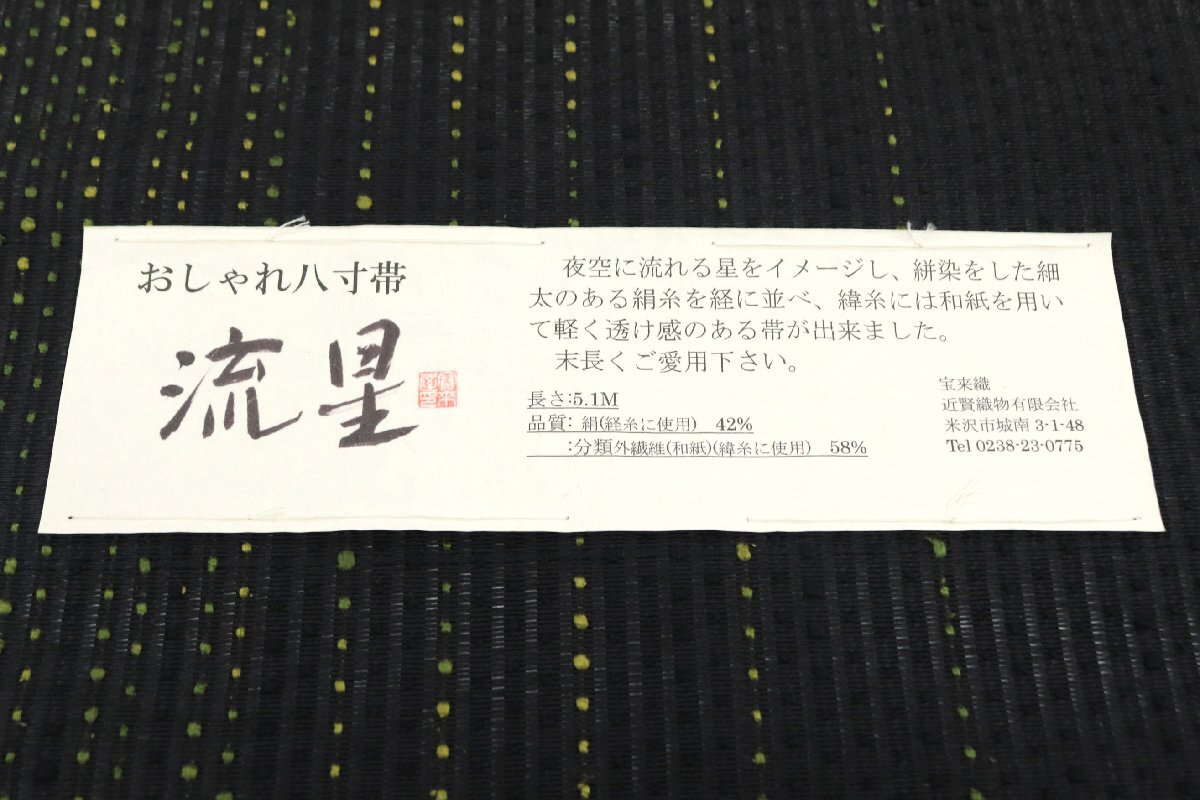 おしゃれ八寸帯
流星
夜空に流れる星をイメージし、絣染をした細
太のある絹糸を経に並べ、緯糸には和紙を用い
て軽く透け感のある帯が出来ました。
末長くご愛用下さい。
長さ:5.1M
品質: 絹(経糸に使用) 42%
:分類外繊維(和紙)(緯糸に使用) 58%
宝来織
近賢織物有限会社
米沢市城南 3-1-48
Tel 0238-23-0775